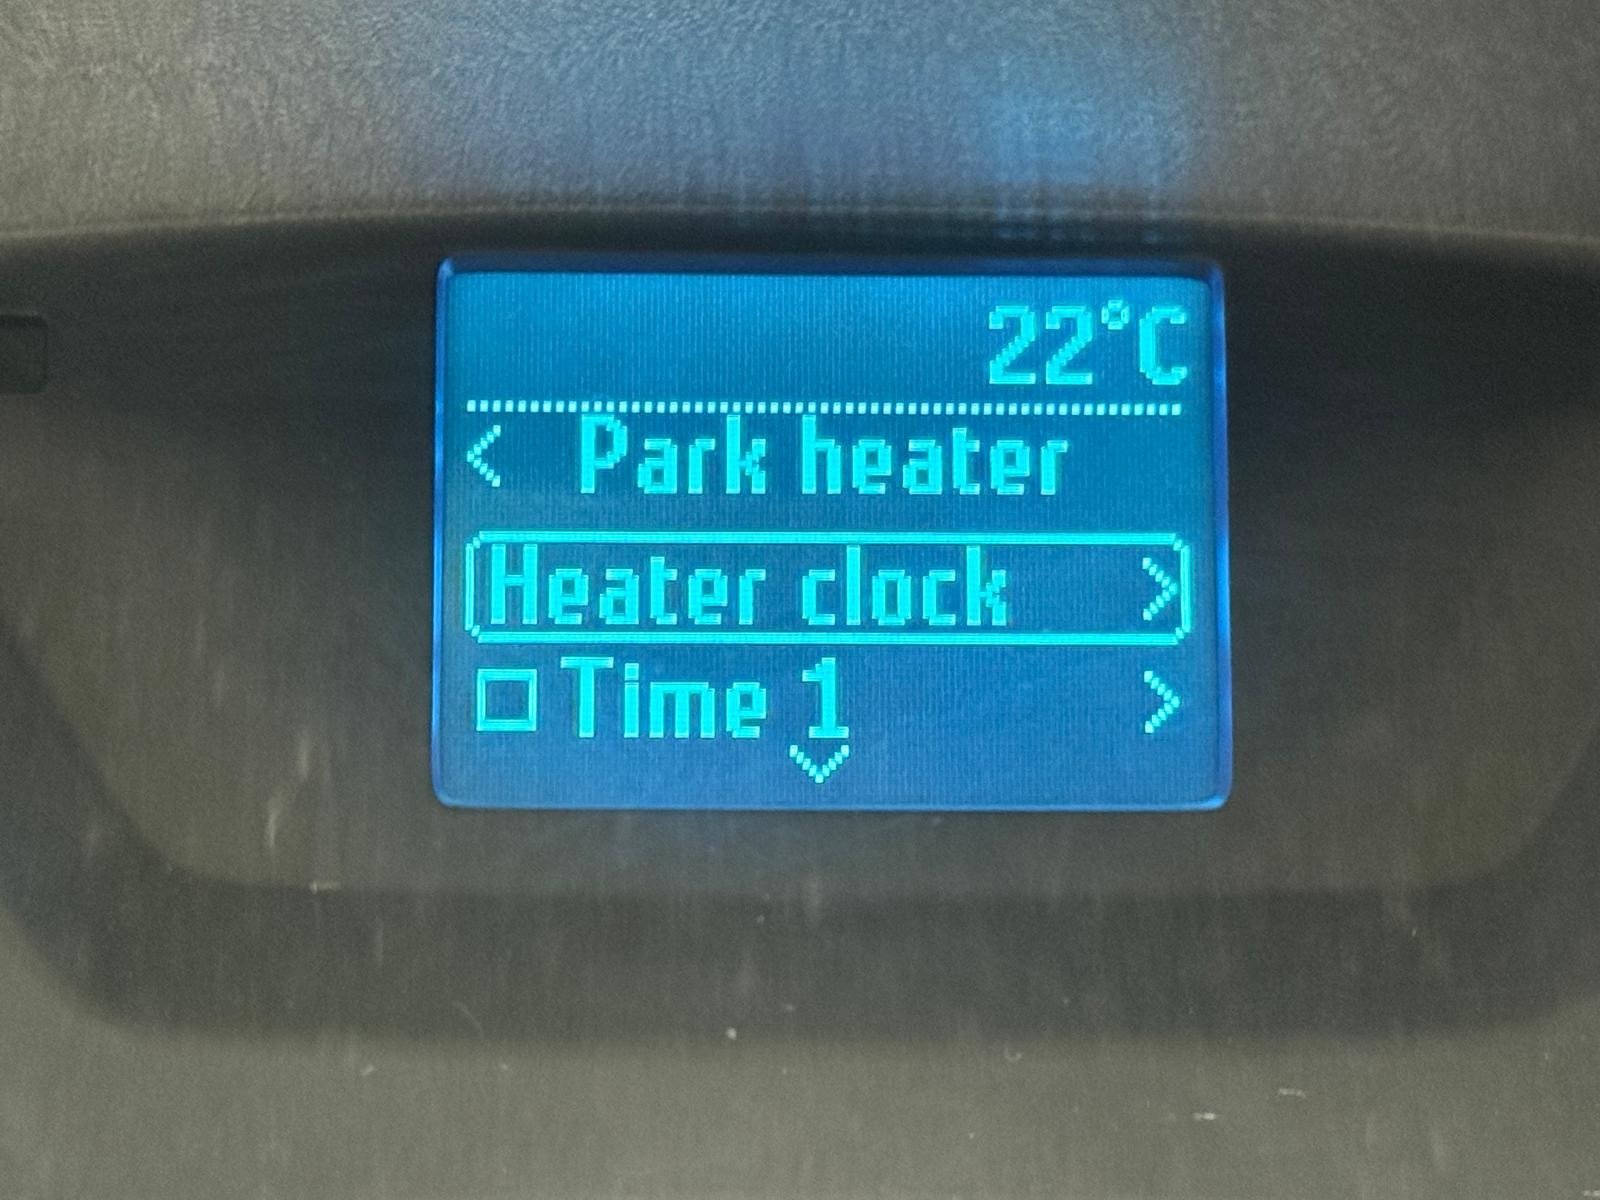 22°C
< Park heater
Heater clock >
Time 1 >